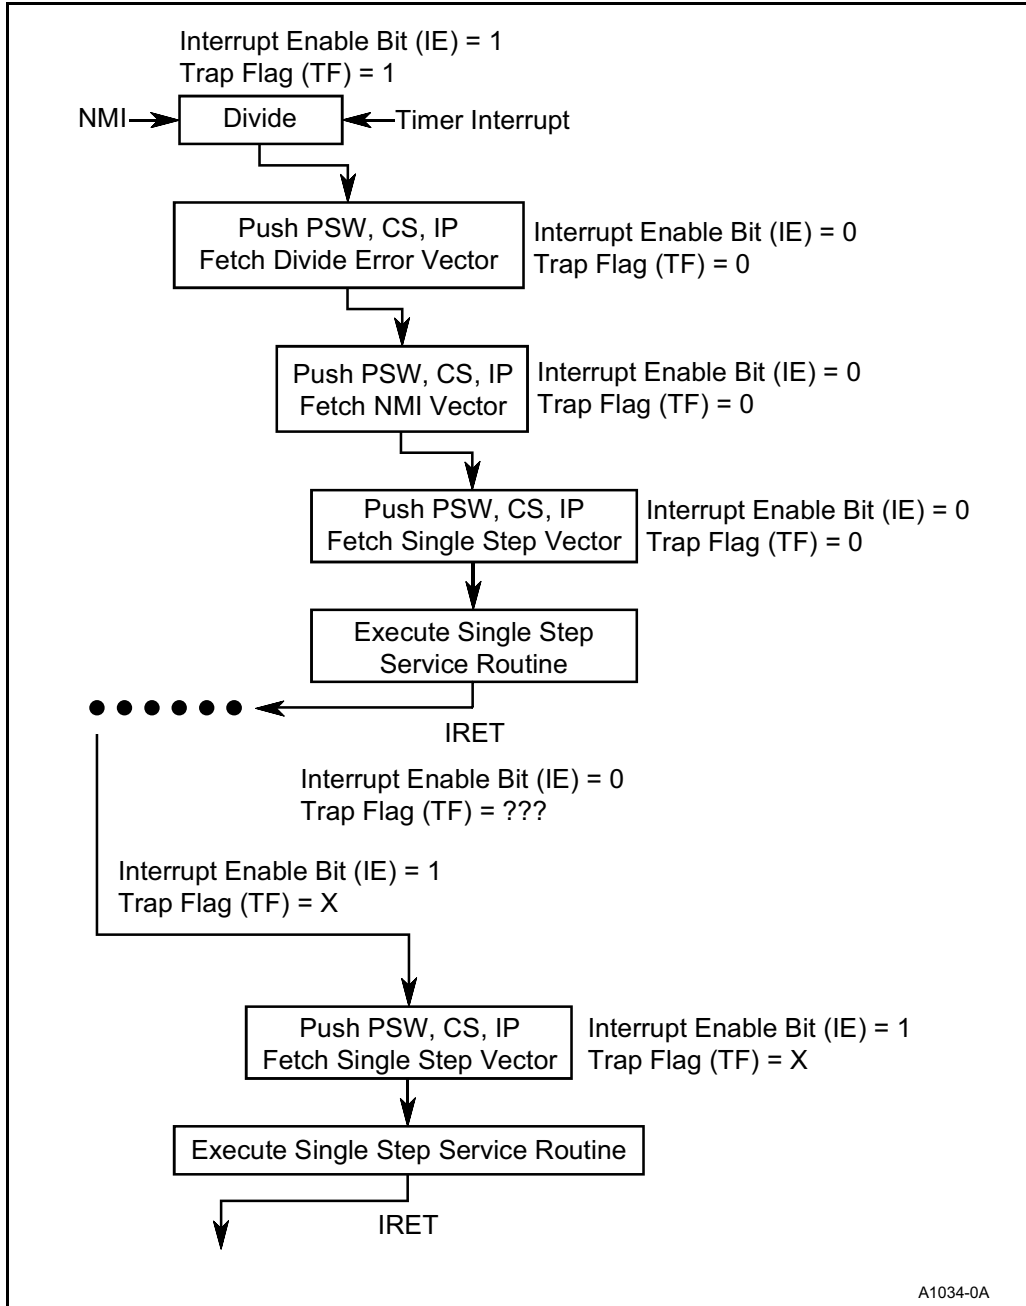 Interrupt Enable Bit (IE) = 1
Trap Flag (TF) = 1
NMI
Divide
Timer Interrupt
Push PSW, CS, IP
Fetch Divide Error Vector
Interrupt Enable Bit (IE) = 0
Trap Flag (TF) = 0
Push PSW, CS, IP
Fetch NMI Vector
Interrupt Enable Bit (IE) = 0
Trap Flag (TF) = 0
Push PSW, CS, IP
Fetch Single Step Vector
Interrupt Enable Bit (IE) = 0
Trap Flag (TF) = 0
Execute Single Step
Service Routine
IRET
Interrupt Enable Bit (IE) = 0
Trap Flag (TF) = ???
Interrupt Enable Bit (IE) = 1
Trap Flag (TF) = X
Push PSW, CS, IP
Fetch Single Step Vector
Interrupt Enable Bit (IE) = 1
Trap Flag (TF) = X
Execute Single Step Service Routine
IRET
A1034-0A